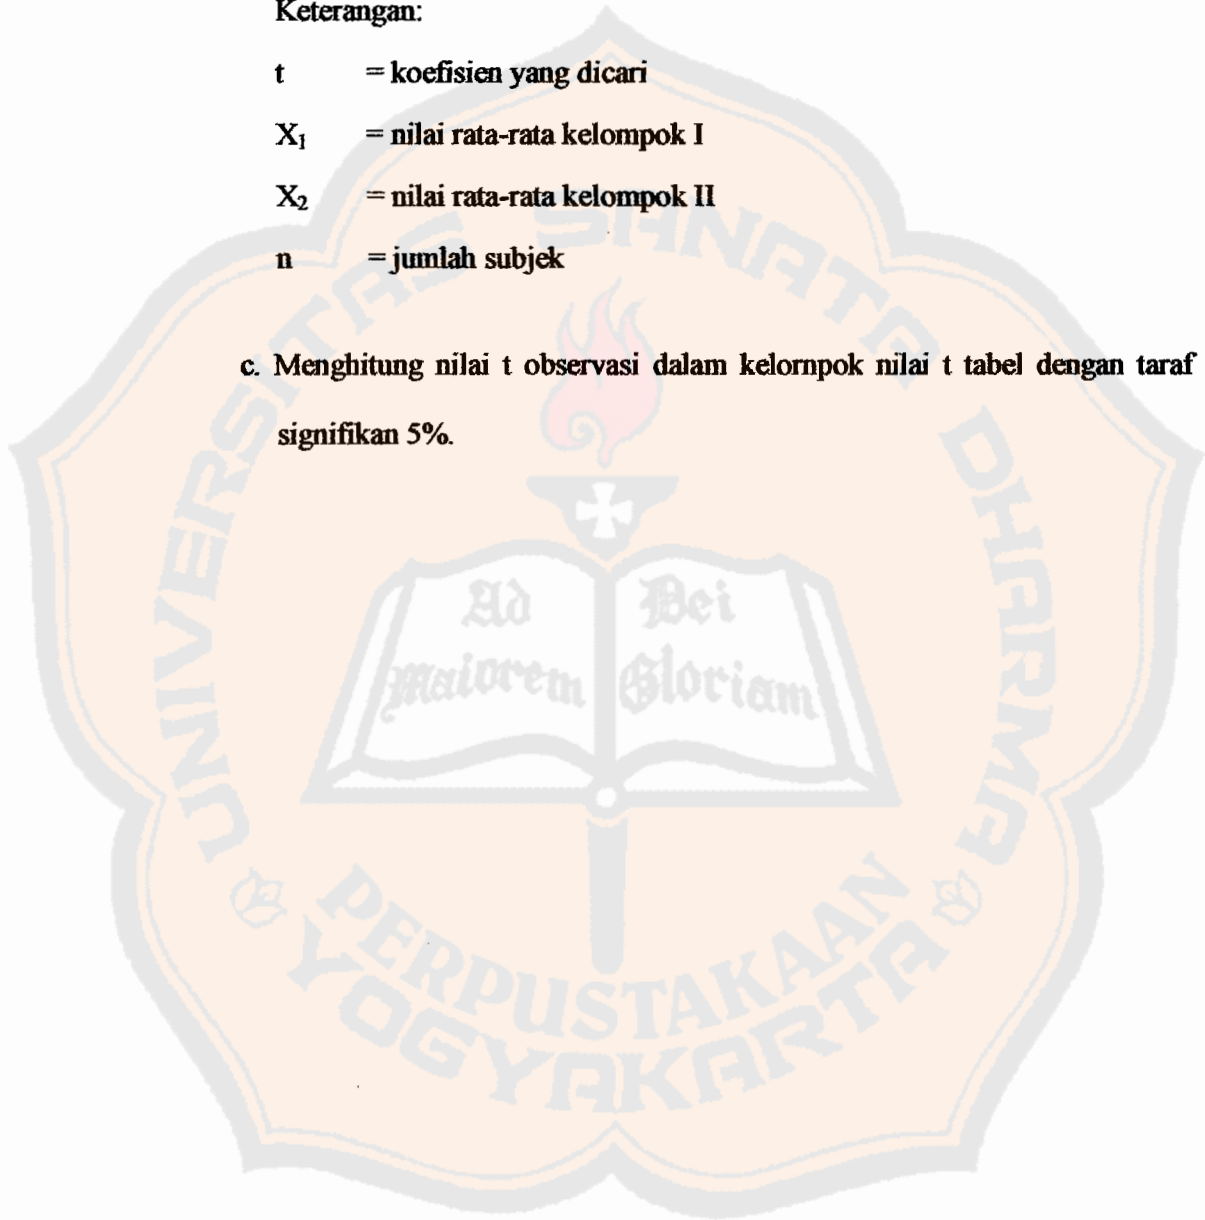 Keterangan:
t = koefisien yang dicari
X₁ = nilai rata-rata kelompok I
X₂ = nilai rata-rata kelompok II
n = jumlah subjek
c. Menghitung nilai t observasi dalam kelornpok nilai t tabel dengan taraf
signifikan 5%.
UNIVERSITAS SANATA DHARMA
Ad Dei
maiorem Gloriam
PERPUSTAKAAN
YOGYAKARTA